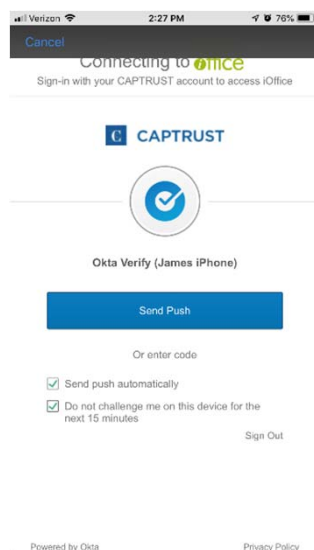 Verizon 2:27 PM 76%
Cancel
Connecting to office
Sign-in with your CAPTRUST account to access iOffice
C CAPTRUST
Okta Verify (James iPhone)
Send Push
Or enter code
Send push automatically
Do not challenge me on this device for the
next 15 minutes
Sign Out
Powered by Okta Privacy Policy